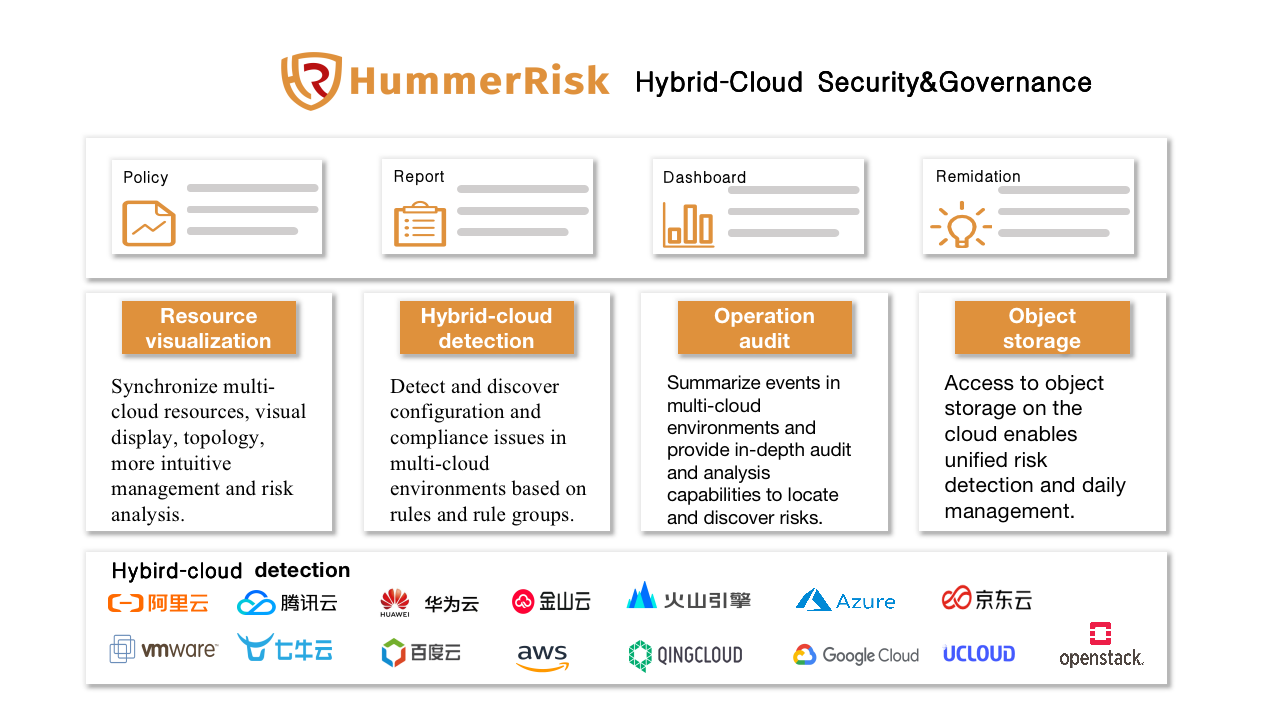 HummerRisk Hybrid-Cloud Security&Governance
Policy
Report
Dashboard
Remidation
Resource
visualization
Synchronize multi-
cloud resources, visual
display, topology,
more intuitive
management and risk
analysis.
Hybrid-cloud
detection
Detect and discover
configuration and
compliance issues in
multi-cloud
environments based on
rules and rule groups.
Operation
audit
Summarize events in
multi-cloud
environments and
provide in-depth audit
and analysis
capabilities to locate
and discover risks.
Object
storage
Access to object
storage on the
cloud enables
unified risk
detection and daily
management.
Hybird-cloud detection
阿里云
腾讯云
HUAWEI
华为云
金山云
火山引擎
Azure
京东云
vmware
七牛云
百度云
aws
QINGCLOUD
Google Cloud
UCLOUD
openstack.